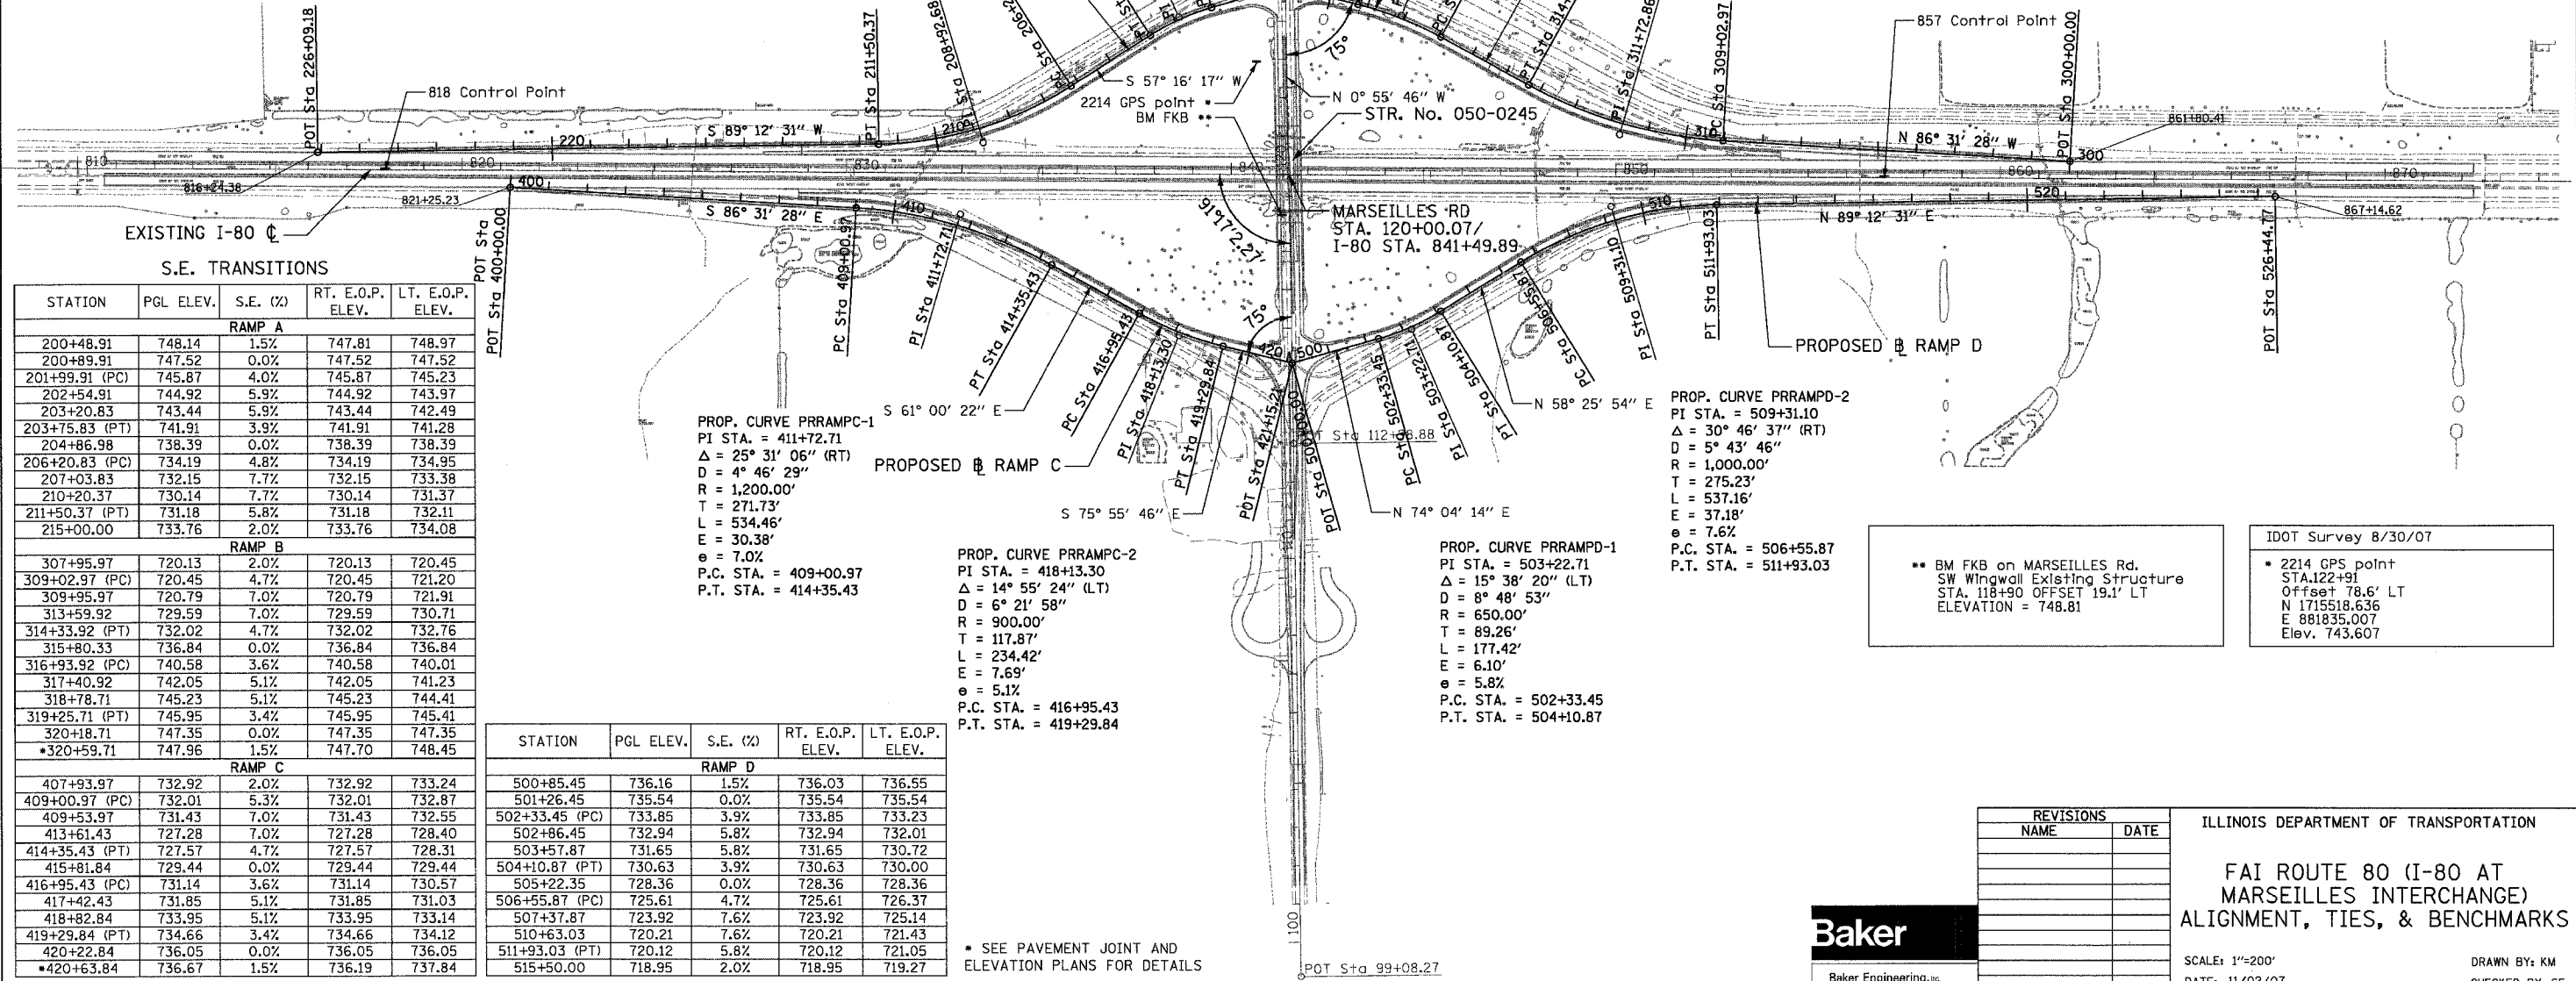 POT Sta 226+09.18
818 Control Point
PT Sta 211+50.37
S 57° 16' 17" W
2214 GPS point *
BM FKB **
75°
N 0° 55' 46" W
STR. No. 050-0245
PC Sta 309+02.97
857 Control Point
POT Sta 300+00.00
S 89° 12' 31" W
220
210
310
N 86° 31' 28" W
300
861+80.41
810
820
830
840
850
860
870
816+24.38
821+25.23
400
POT Sta 400+00.00
S 86° 31' 28" E
410
EXISTING I-80 ℄
PC Sta 409+00.97
PI Sta 411+72.71
PT Sta 414+35.43
PC Sta 416+95.43
PI Sta 418+13.30
PT Sta 419+29.84
POT Sta 421+15.24
75°
420
500
MARSEILLES RD
STA. 120+00.07/
I-80 STA. 841+49.89
510
520
N 89° 12' 31" E
867+14.62
PI Sta 509+31.10
PT Sta 511+93.03
POT Sta 526+44.77
PC Sta 506+55.87
PT Sta 504+10.87
PI Sta 503+22.71
PC Sta 502+33.45
POT Sta 500+00.00
PROPOSED ⅊ RAMP D
S 61° 00' 22" E
N 58° 25' 54" E
PROPOSED ⅊ RAMP C
S 75° 55' 46" E
N 74° 04' 14" E
S.E. TRANSITIONS
STATION PGL ELEV. S.E. (%) RT. E.O.P. ELEV. LT. E.O.P. ELEV.
RAMP A
200+48.91 748.14 1.5% 747.81 748.97
200+89.91 747.52 0.0% 747.52 747.52
201+99.91 (PC) 745.87 4.0% 745.87 745.23
202+54.91 744.92 5.9% 744.92 743.97
203+20.83 743.44 5.9% 743.44 742.49
203+75.83 (PT) 741.91 3.9% 741.91 741.28
204+86.98 738.39 0.0% 738.39 738.39
206+20.83 (PC) 734.19 4.8% 734.19 734.95
207+03.83 732.15 7.7% 732.15 733.38
210+20.37 730.14 7.7% 730.14 731.37
211+50.37 (PT) 731.18 5.8% 731.18 732.11
215+00.00 733.76 2.0% 733.76 734.08
RAMP B
307+95.97 720.13 2.0% 720.13 720.45
309+02.97 (PC) 720.45 4.7% 720.45 721.20
309+95.97 720.79 7.0% 720.79 721.91
313+59.92 729.59 7.0% 729.59 730.71
314+33.92 (PT) 732.02 4.7% 732.02 732.76
315+80.33 736.84 0.0% 736.84 736.84
316+93.92 (PC) 740.58 3.6% 740.58 740.01
317+40.92 742.05 5.1% 742.05 741.23
318+78.71 745.23 5.1% 745.23 744.41
319+25.71 (PT) 745.95 3.4% 745.95 745.41
320+18.71 747.35 0.0% 747.35 747.35
*320+59.71 747.96 1.5% 747.70 748.45
RAMP C
407+93.97 732.92 2.0% 732.92 733.24
409+00.97 (PC) 732.01 5.3% 732.01 732.87
409+53.97 731.43 7.0% 731.43 732.55
413+61.43 727.28 7.0% 727.28 728.40
414+35.43 (PT) 727.57 4.7% 727.57 728.31
415+81.84 729.44 0.0% 729.44 729.44
416+95.43 (PC) 731.14 3.6% 731.14 730.57
417+42.43 731.85 5.1% 731.85 731.03
418+82.84 733.95 5.1% 733.95 733.14
419+29.84 (PT) 734.66 3.4% 734.66 734.12
420+22.84 736.05 0.0% 736.05 736.05
*420+63.84 736.67 1.5% 736.19 737.84
STATION PGL ELEV. S.E. (%) RT. E.O.P. ELEV. LT. E.O.P. ELEV.
RAMP D
500+85.45 736.16 1.5% 736.03 736.55
501+26.45 735.54 0.0% 735.54 735.54
502+33.45 (PC) 733.85 3.9% 733.85 733.23
502+86.45 732.94 5.8% 732.94 732.01
503+57.87 731.65 5.8% 731.65 730.72
504+10.87 (PT) 730.63 3.9% 730.63 730.00
505+22.35 728.36 0.0% 728.36 728.36
506+55.87 (PC) 725.61 4.7% 725.61 726.37
507+37.87 723.92 7.6% 723.92 725.14
510+63.03 720.21 7.6% 720.21 721.43
511+93.03 (PT) 720.12 5.8% 720.12 721.05
515+50.00 718.95 2.0% 718.95 719.27
PROP. CURVE PRRAMPC-1
PI STA. = 411+72.71
Δ = 25° 31' 06" (RT)
D = 4° 46' 29"
R = 1,200.00'
T = 271.73'
L = 534.46'
E = 30.38'
e = 7.0%
P.C. STA. = 409+00.97
P.T. STA. = 414+35.43
PROP. CURVE PRRAMPC-2
PI STA. = 418+13.30
Δ = 14° 55' 24" (LT)
D = 6° 21' 58"
R = 900.00'
T = 117.87'
L = 234.42'
E = 7.69'
e = 5.1%
P.C. STA. = 416+95.43
P.T. STA. = 419+29.84
PROP. CURVE PRRAMPD-1
PI STA. = 503+22.71
Δ = 15° 38' 20" (LT)
D = 8° 48' 53"
R = 650.00'
T = 89.26'
L = 177.42'
E = 6.10'
e = 5.8%
P.C. STA. = 502+33.45
P.T. STA. = 504+10.87
PROP. CURVE PRRAMPD-2
PI STA. = 509+31.10
Δ = 30° 46' 37" (RT)
D = 5° 43' 46"
R = 1,000.00'
T = 275.23'
L = 537.16'
E = 37.18'
e = 7.6%
P.C. STA. = 506+55.87
P.T. STA. = 511+93.03
** BM FKB on MARSEILLES Rd.
SW Wingwall Existing Structure
STA. 118+90 OFFSET 19.1' LT
ELEVATION = 748.81
IDOT Survey 8/30/07
* 2214 GPS point
STA.122+91
Offset 78.6' LT
N 1715518.636
E 881835.007
Elev. 743.607
* SEE PAVEMENT JOINT AND
ELEVATION PLANS FOR DETAILS
100
POT Sta 99+08.27
Baker
Baker Engineering, Inc.
REVISIONS
NAME DATE
ILLINOIS DEPARTMENT OF TRANSPORTATION
FAI ROUTE 80 (I-80 AT
MARSEILLES INTERCHANGE)
ALIGNMENT, TIES, & BENCHMARKS
SCALE: 1"=200'
DRAWN BY: KM